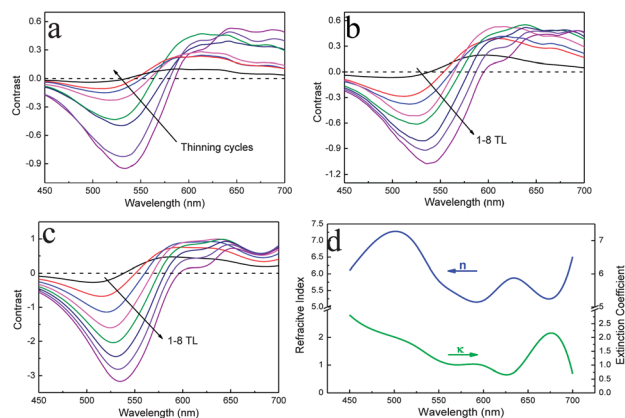 a
0.6
0.3
0.0
-0.3
-0.6
-0.9
Contrast
Thinning cycles
450 500 550 600 650 700
Wavelength (nm)
b
0.9
0.6
0.3
0.0
-0.3
-0.6
-0.9
-1.2
Contrast
1-8 TL
450 500 550 600 650 700
Wavelength (nm)
c
1
0
-1
-2
-3
Contrast
1-8 TL
450 500 550 600 650 700
Wavelength (nm)
d
7.5
7.0
6.5
6.0
5.5
5.0
2
1
0
Refracitve Index
n
κ
7
6
5
2.0
1.5
1.0
0.5
0.0
Extinction Coefficient
450 500 550 600 650 700
Wavelength (nm)